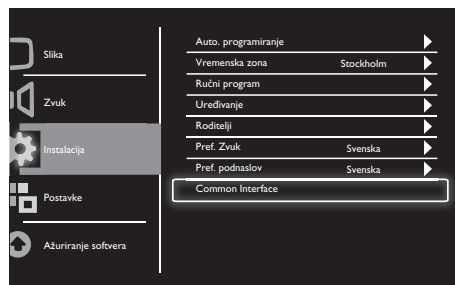 Slika
Zvuk
Instalacija
Postavke
Ažuriranje softvera
Auto. programiranje
Vremenska zona Stockholm
Ručni program
Uređivanje
Roditelji
Pref. Zvuk Svenska
Pref. podnaslov Svenska
Common Interface